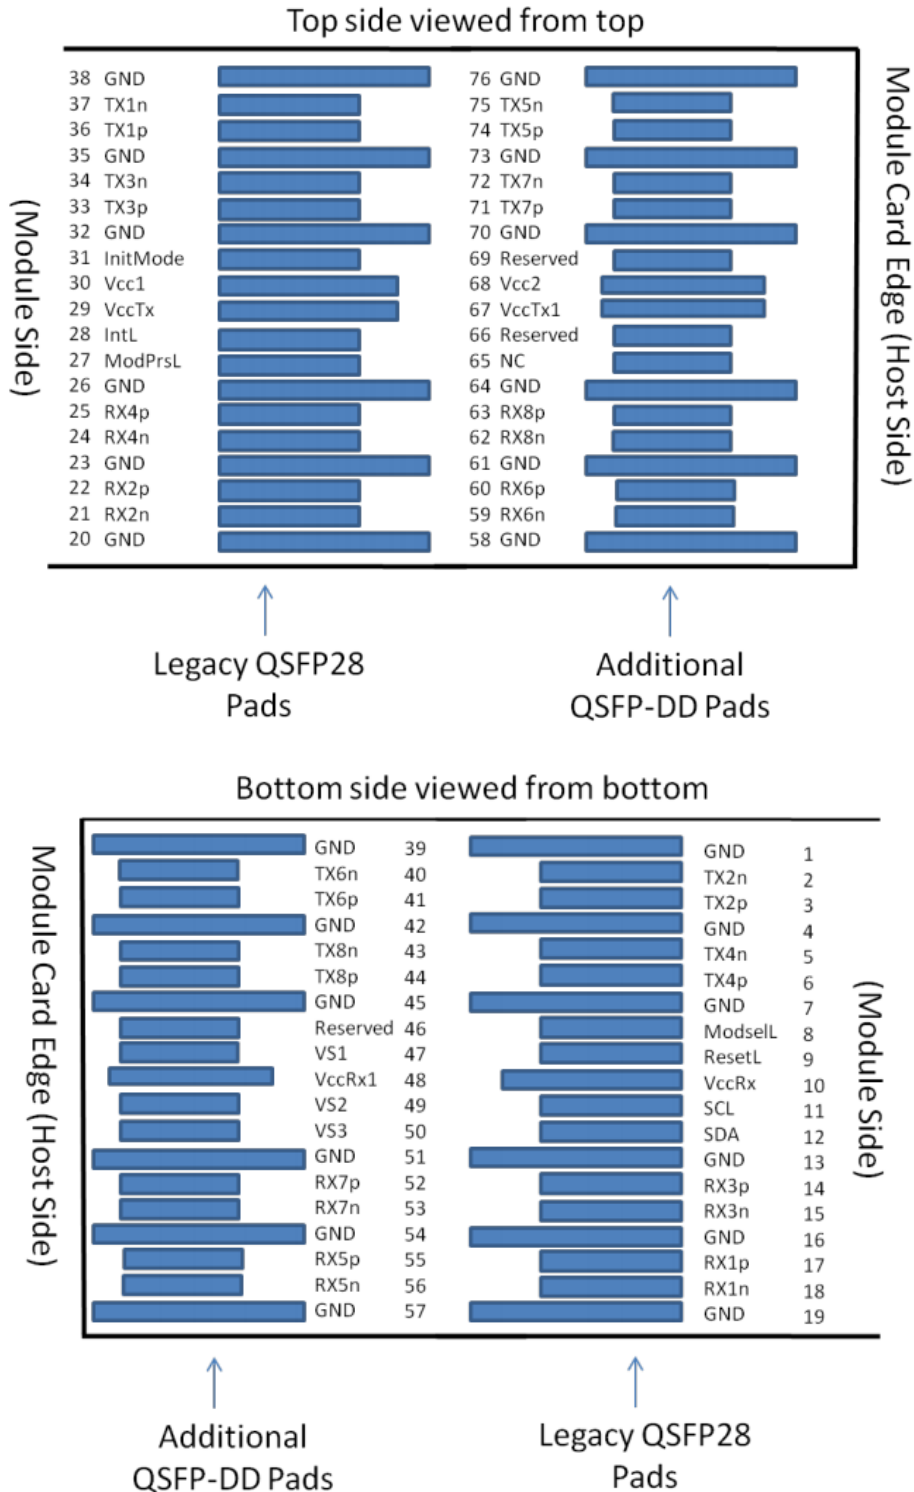 Top side viewed from top
38 GND 76 GND
37 TX1n 75 TX5n
36 TX1p 74 TX5p
35 GND 73 GND
34 TX3n 72 TX7n
33 TX3p 71 TX7p
32 GND 70 GND
31 InitMode 69 Reserved
30 Vcc1 68 Vcc2
29 VccTx 67 VccTx1
28 IntL 66 Reserved
27 ModPrsL 65 NC
26 GND 64 GND
25 RX4p 63 RX8p
24 RX4n 62 RX8n
23 GND 61 GND
22 RX2p 60 RX6p
21 RX2n 59 RX6n
20 GND 58 GND
(Module Side)
Module Card Edge (Host Side)
Legacy QSFP28
Pads
Additional
QSFP-DD Pads
Bottom side viewed from bottom
GND 39 GND 1
TX6n 40 TX2n 2
TX6p 41 TX2p 3
GND 42 GND 4
TX8n 43 TX4n 5
TX8p 44 TX4p 6
GND 45 GND 7
Reserved 46 ModselL 8
VS1 47 ResetL 9
VccRx1 48 VccRx 10
VS2 49 SCL 11
VS3 50 SDA 12
GND 51 GND 13
RX7p 52 RX3p 14
RX7n 53 RX3n 15
GND 54 GND 16
RX5p 55 RX1p 17
RX5n 56 RX1n 18
GND 57 GND 19
Module Card Edge (Host Side)
(Module Side)
Additional
QSFP-DD Pads
Legacy QSFP28
Pads